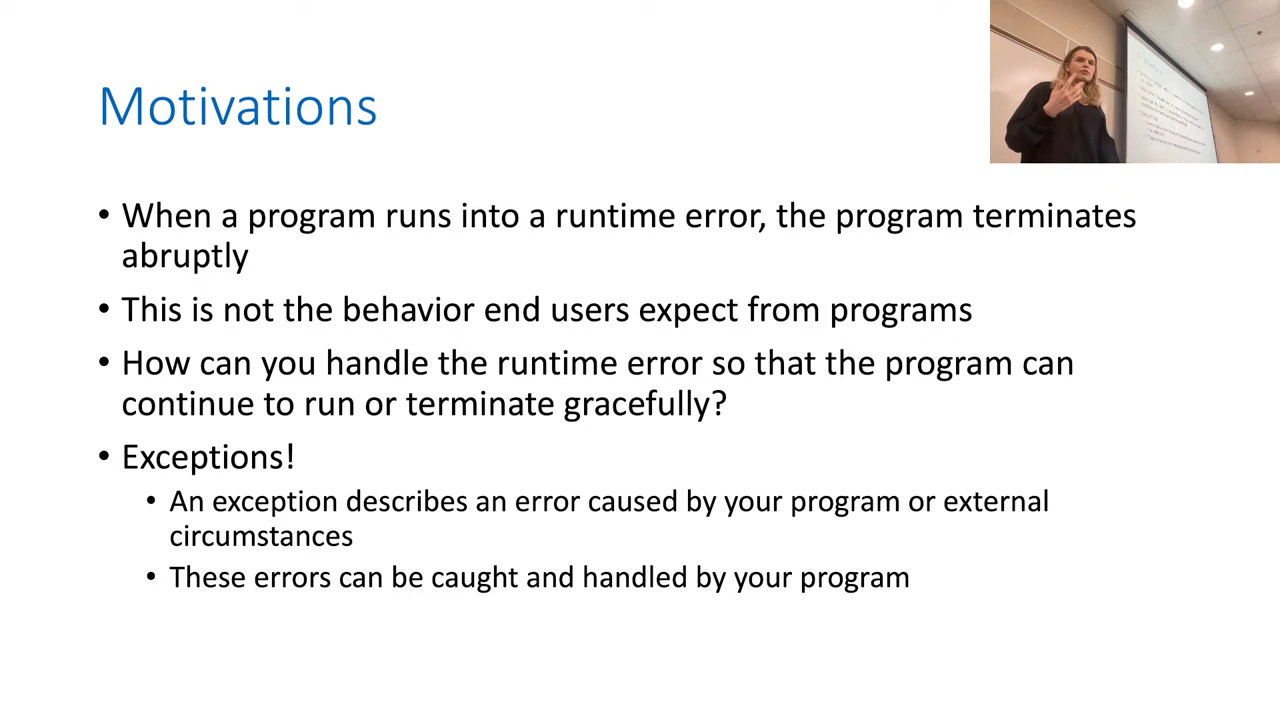 Motivations
• When a program runs into a runtime error, the program terminates
abruptly
• This is not the behavior end users expect from programs
• How can you handle the runtime error so that the program can
continue to run or terminate gracefully?
• Exceptions!
• An exception describes an error caused by your program or external
circumstances
• These errors can be caught and handled by your program